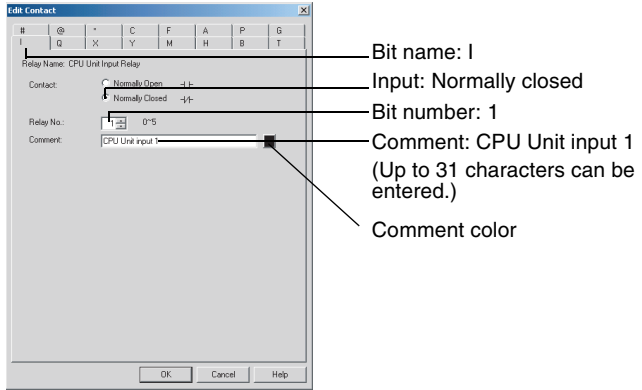 Edit Contact
# @ * C F A P G
I Q X Y M H B T
Relay Name: CPU Unit Input Relay
Contact: Normally Open
Normally Closed
Relay No.: 1 0~5
Comment: CPU Unit input 1
OK Cancel Help
Bit name: I
Input: Normally closed
Bit number: 1
Comment: CPU Unit input 1
(Up to 31 characters can be
entered.)
Comment color